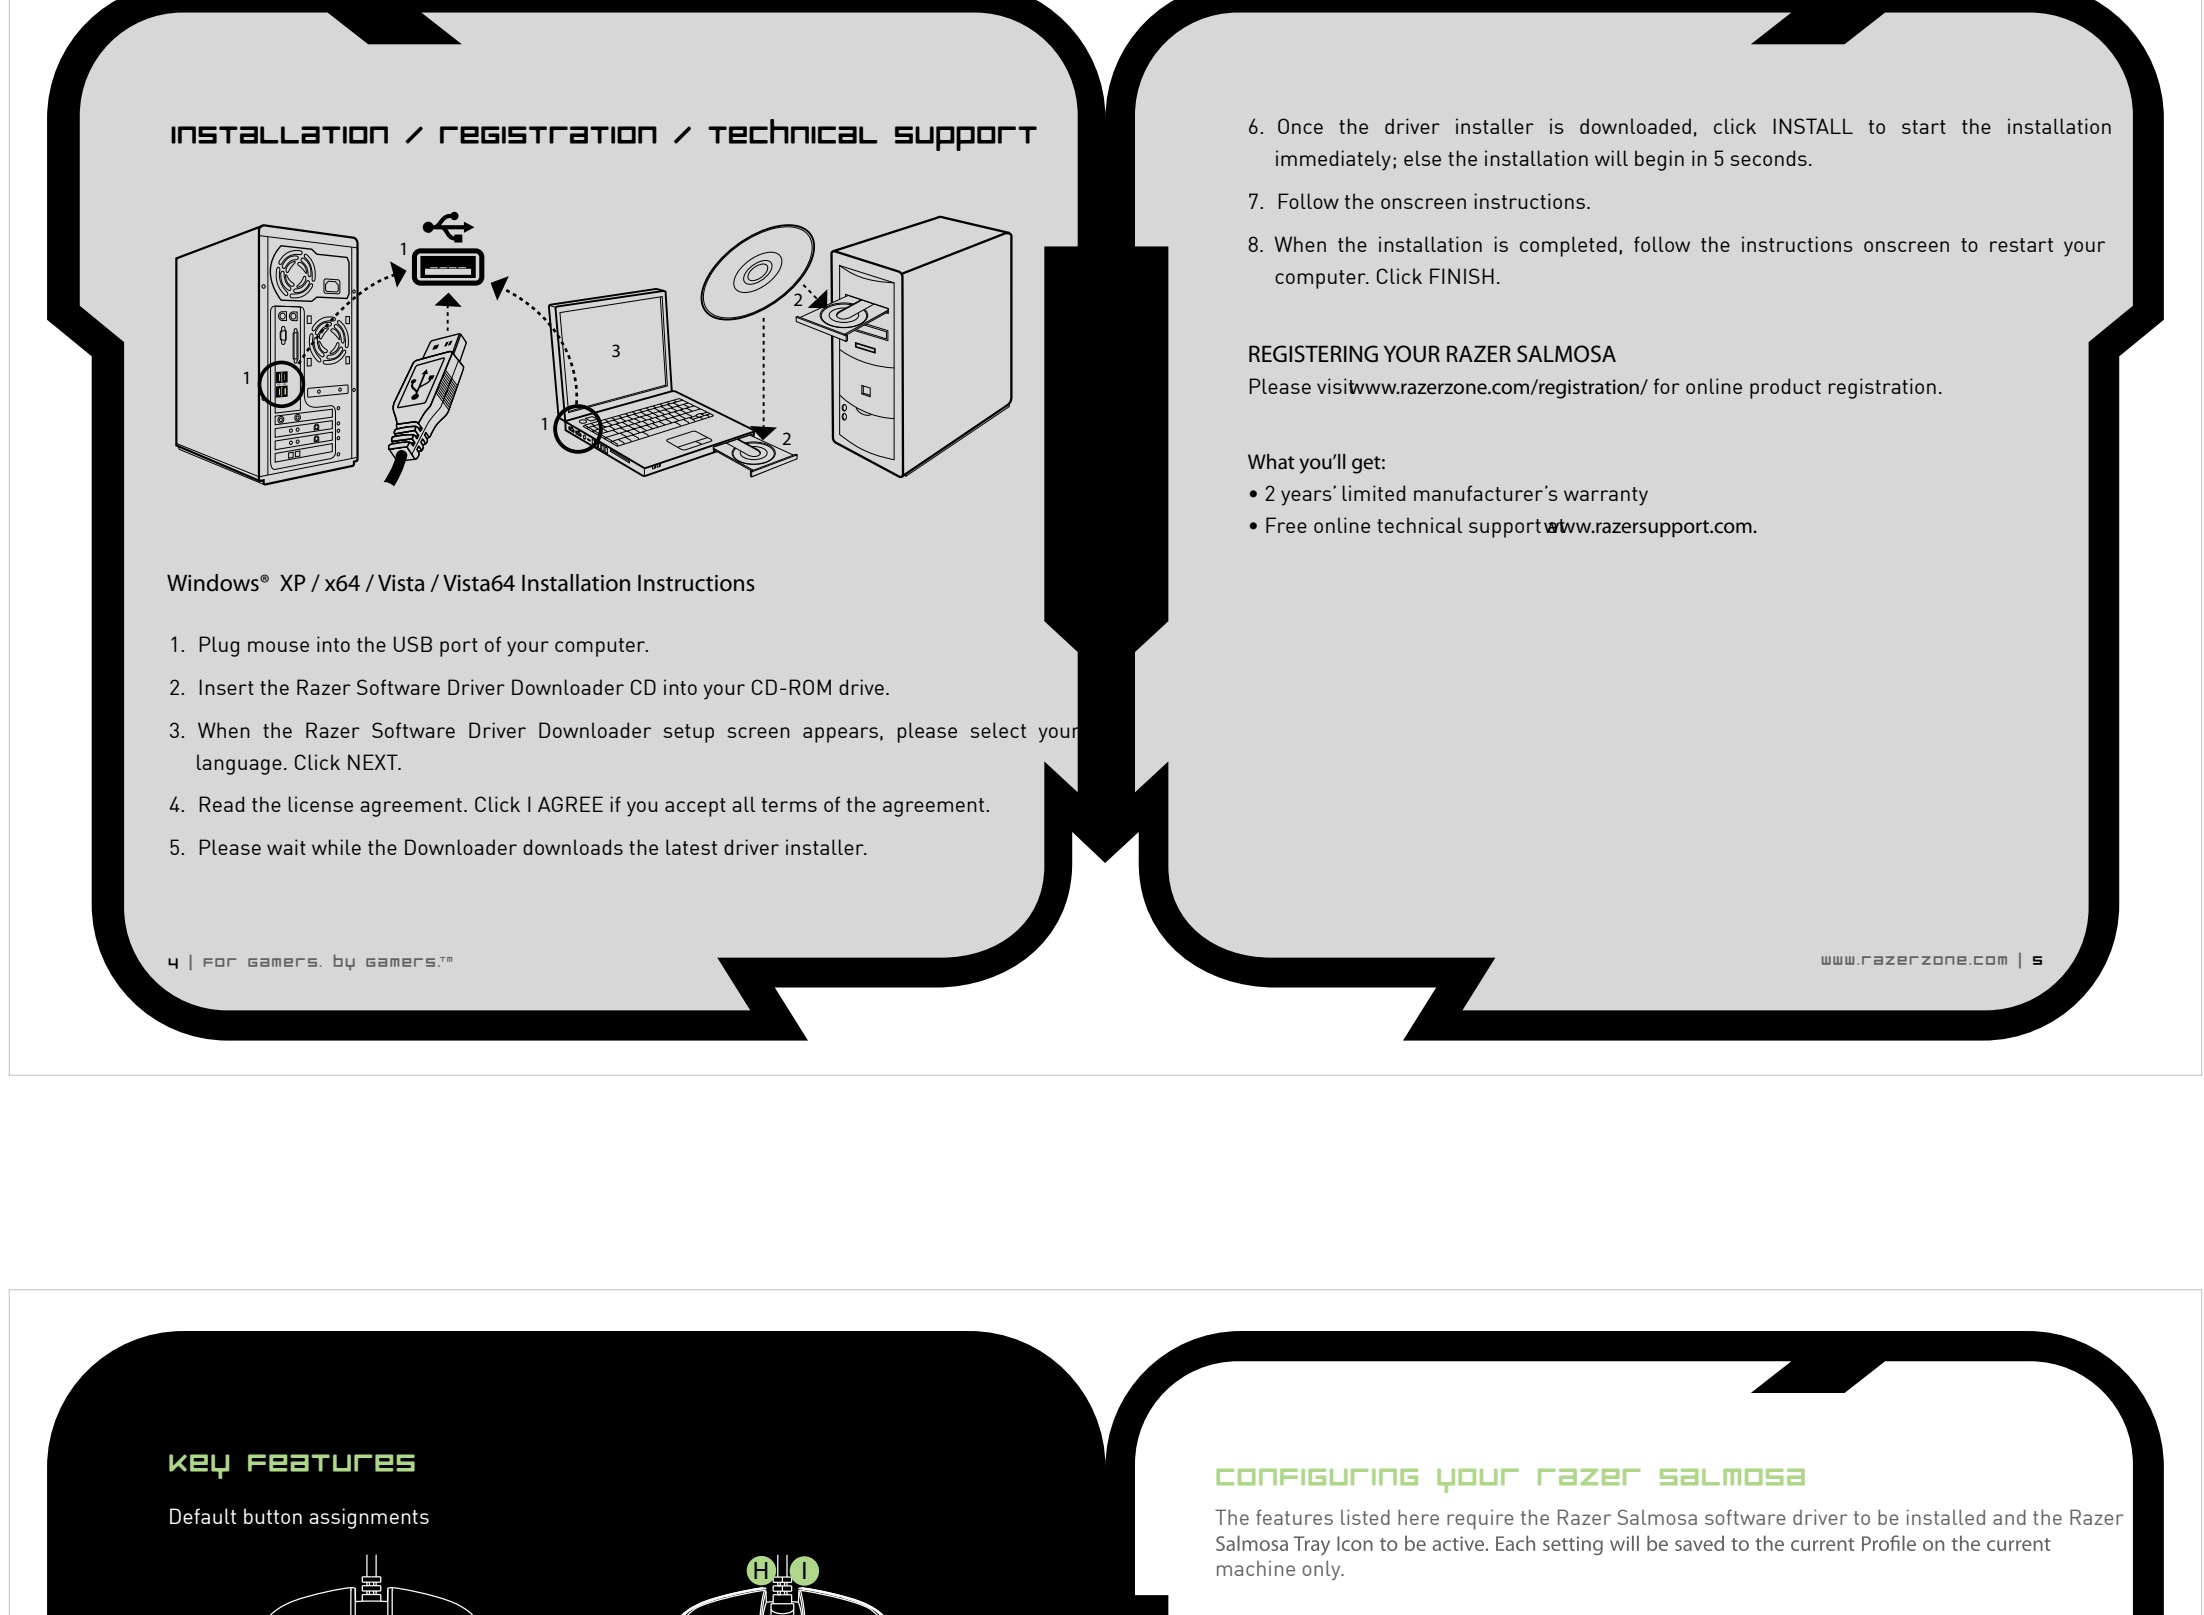 Installation / Registration / Technical Support
1
1
3
1
2
2
Windows® XP / x64 / Vista / Vista64 Installation Instructions
1. Plug mouse into the USB port of your computer.
2. Insert the Razer Software Driver Downloader CD into your CD-ROM drive.
3. When the Razer Software Driver Downloader setup screen appears, please select your
language. Click NEXT.
4. Read the license agreement. Click I AGREE if you accept all terms of the agreement.
5. Please wait while the Downloader downloads the latest driver installer.
4 | For gamers. by gamers.™
6. Once the driver installer is downloaded, click INSTALL to start the installation
immediately; else the installation will begin in 5 seconds.
7. Follow the onscreen instructions.
8. When the installation is completed, follow the instructions onscreen to restart your
computer. Click FINISH.
REGISTERING YOUR RAZER SALMOSA
Please visit www.razerzone.com/registration/ for online product registration.
What you’ll get:
• 2 years’ limited manufacturer’s warranty
• Free online technical support at www.razersupport.com.
www.razerzone.com | 5
Key Features
Default button assignments
H I
Configuring your Razer Salmosa
The features listed here require the Razer Salmosa software driver to be installed and the Razer
Salmosa Tray Icon to be active. Each setting will be saved to the current Profile on the current
machine only.